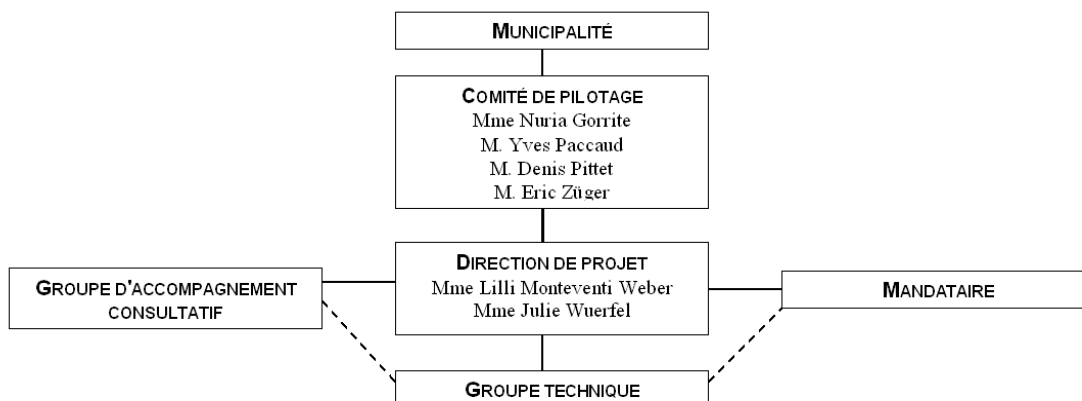 MUNICIPALITÉ
COMITÉ DE PILOTAGE
Mme Nuria Gorrite
M. Yves Paccaud
M. Denis Pittet
M. Eric Züger
DIRECTION DE PROJET
Mme Lilli Monteventi Weber
Mme Julie Wuerfel
GROUPE D'ACCOMPAGNEMENT
CONSULTATIF
MANDATAIRE
GROUPE TECHNIQUE